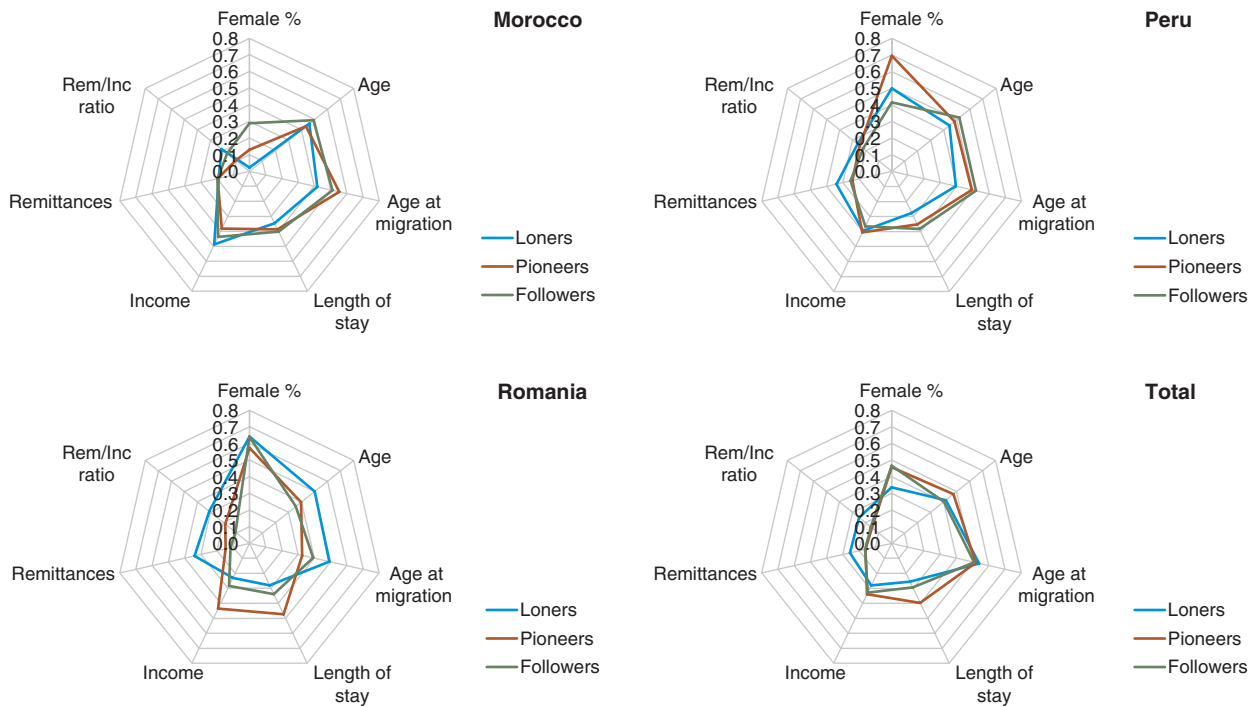 Morocco
Female %
0.8
0.7
0.6
0.5
0.4
0.3
0.2
0.1
0.0
Rem/Inc
ratio
Age
Remittances
Age at
migration
Income
Length of
stay
Loners
Pioneers
Followers
Peru
Female %
0.8
0.7
0.6
0.5
0.4
0.3
0.2
0.1
0.0
Rem/Inc
ratio
Age
Remittances
Age at
migration
Income
Length of
stay
Loners
Pioneers
Followers
Romania
Female %
0.8
0.7
0.6
0.5
0.4
0.3
0.2
0.1
0.0
Rem/Inc
ratio
Age
Remittances
Age at
migration
Income
Length of
stay
Loners
Pioneers
Followers
Total
Female %
0.8
0.7
0.6
0.5
0.4
0.3
0.2
0.1
0.0
Rem/Inc
ratio
Age
Remittances
Age at
migration
Income
Length of
stay
Loners
Pioneers
Followers